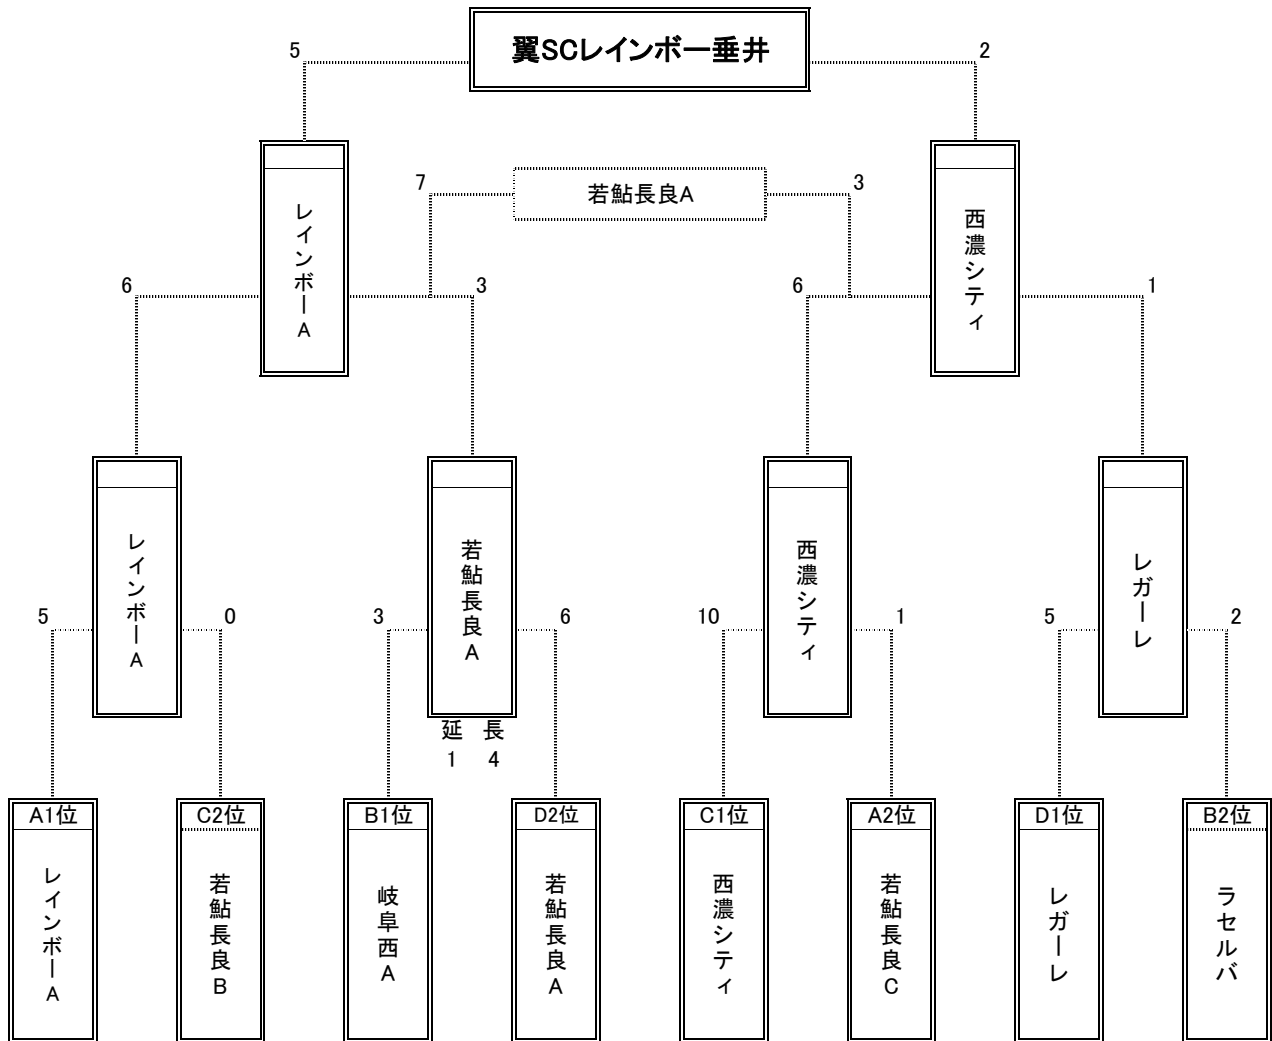 翼SCレインボー垂井
5
2
7
若鮎長良A
3
レインボーA
西濃シティ
6
3
6
1
レインボーA
若鮎長良A
西濃シティ
レガーレ
5
0
3
6
10
1
5
2
延 長
1 4
A1位
C2位
B1位
D2位
C1位
A2位
D1位
B2位
レインボーA
若鮎長良B
岐阜西A
若鮎長良A
西濃シティ
若鮎長良C
レガーレ
ラセルバ